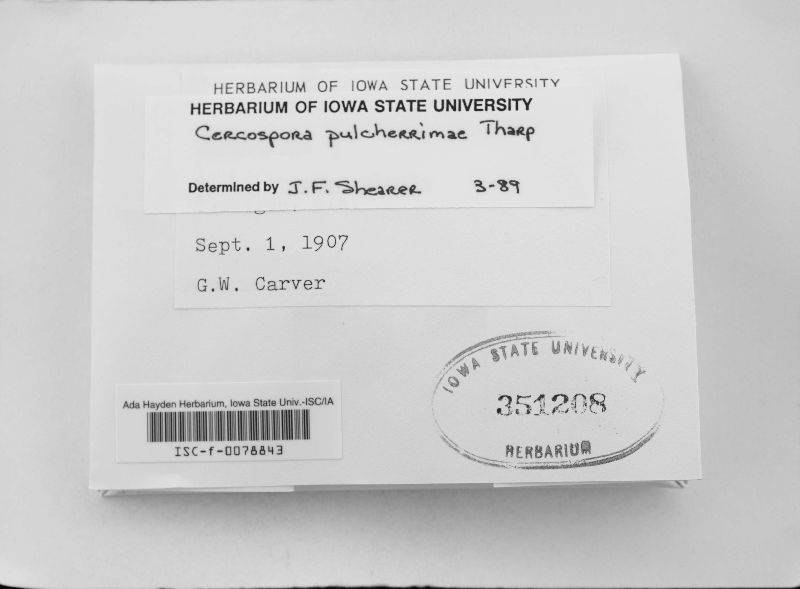 HERBARIUM OF IOWA STATE UNIVERSITY
HERBARIUM OF IOWA STATE UNIVERSITY
Cercospora pulcherrimae Tharp
Determined by J.F. Shearer 3-89
Sept. 1, 1907
G.W. Carver
IOWA STATE UNIVERSITY
351208
HERBARIUM
Ada Hayden Herbarium, Iowa State Univ.-ISC/IA
ISC-f-0078843